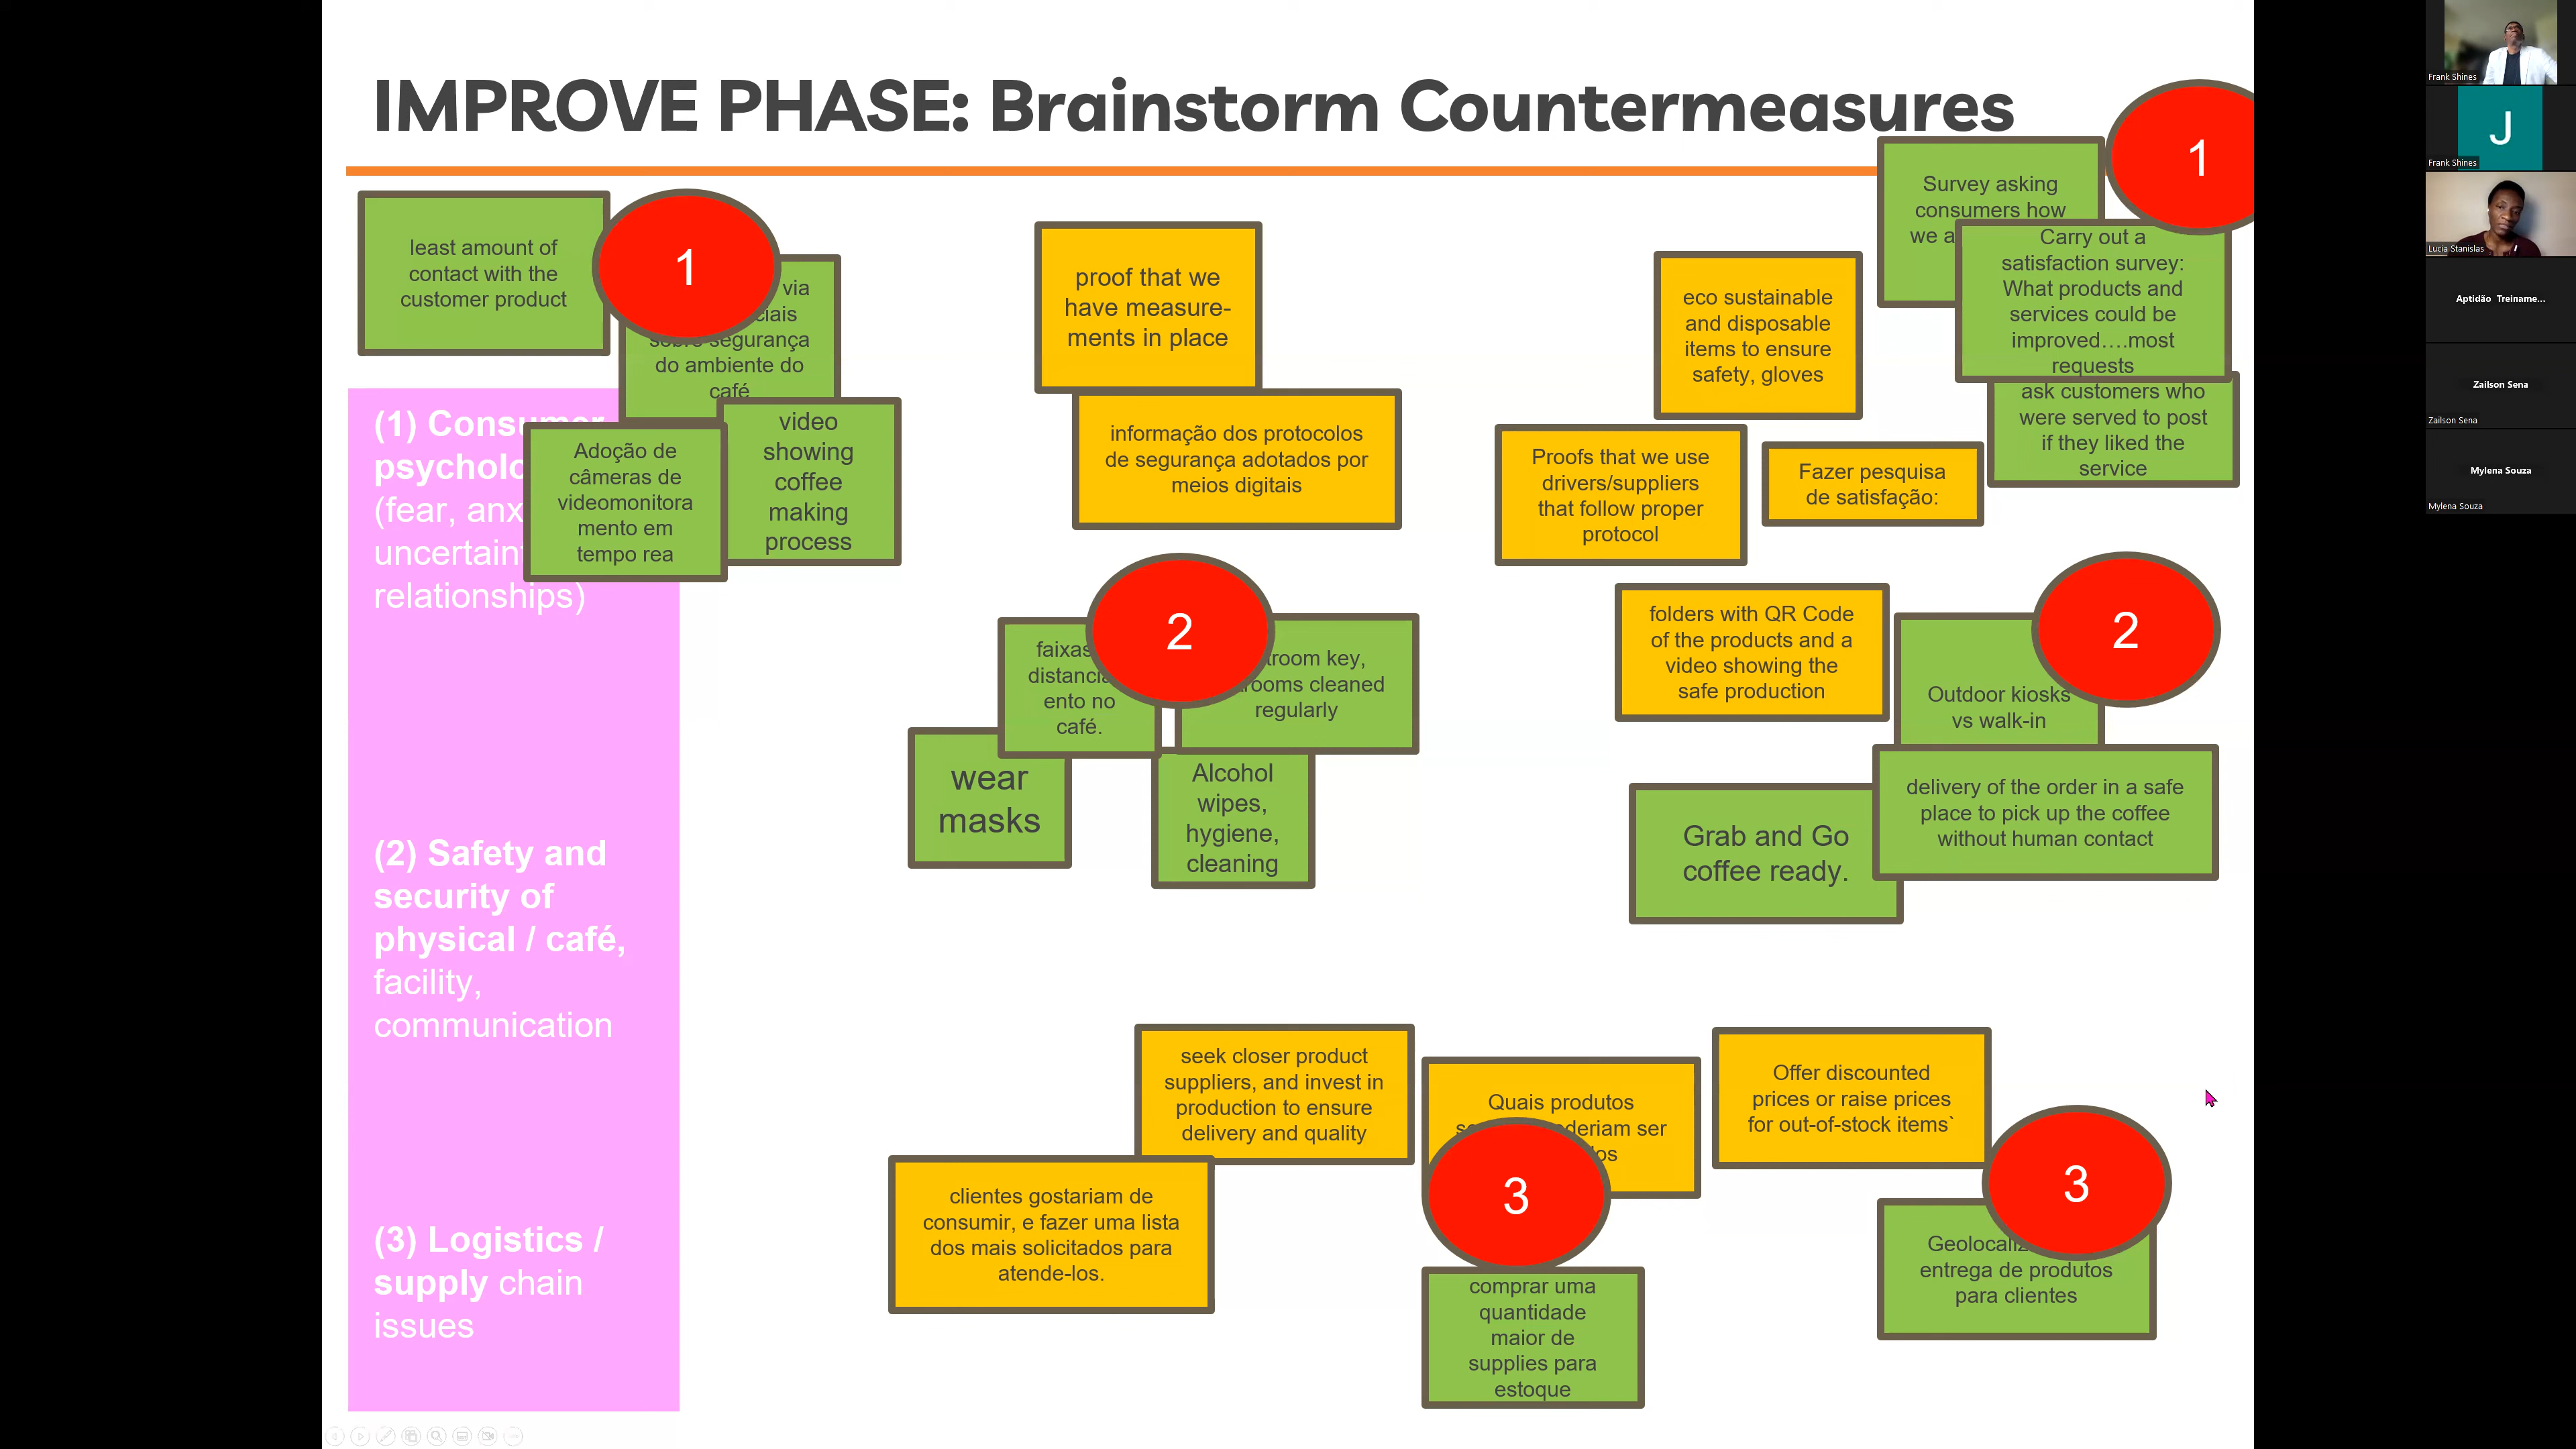 IMPROVE PHASE: Brainstorm Countermeasures
least amount of
contact with the
customer product
1
via
sobre segurança
do ambiente do
café
Adoção de
câmeras de
videomonitora
mento em
tempo rea
video
showing
coffee
making
process
proof that we
have measure-
ments in place
informação dos protocolos
de segurança adotados por
meios digitais
eco sustainable
and disposable
items to ensure
safety, gloves
Proofs that we use
drivers/suppliers
that follow proper
protocol
Fazer pesquisa
de satisfação:
1
Survey asking
consumers how
we
Carry out a
satisfaction survey:
What products and
services could be
improved….most
requests
ask customers who
were served to post
if they liked the
service
(1) Consumer
(fear,
relationships)
2
faixas
ento no
café.
room key,
cleaned
regularly
wear
masks
Alcohol
wipes,
hygiene,
cleaning
folders with QR Code
of the products and a
video showing the
safe production
2
Outdoor kiosks
vs walk-in
delivery of the order in a safe
place to pick up the coffee
without human contact
Grab and Go
coffee ready.
(2) Safety and
security of
physical / café,
facility,
communication
seek closer product
suppliers, and invest in
production to ensure
delivery and quality
clientes gostariam de
consumir, e fazer uma lista
dos mais solicitados para
atende-los.
Quais produtos
ser
3
comprar uma
quantidade
maior de
supplies para
estoque
Offer discounted
prices or raise prices
for out-of-stock items`
3
entrega de produtos
para clientes
(3) Logistics /
supply chain
issues
Frank Shines
J
Frank Shines
Lucia Stanislas
Aptidão Treiname...
Zailson Sena
Zailson Sena
Mylena Souza
Mylena Souza